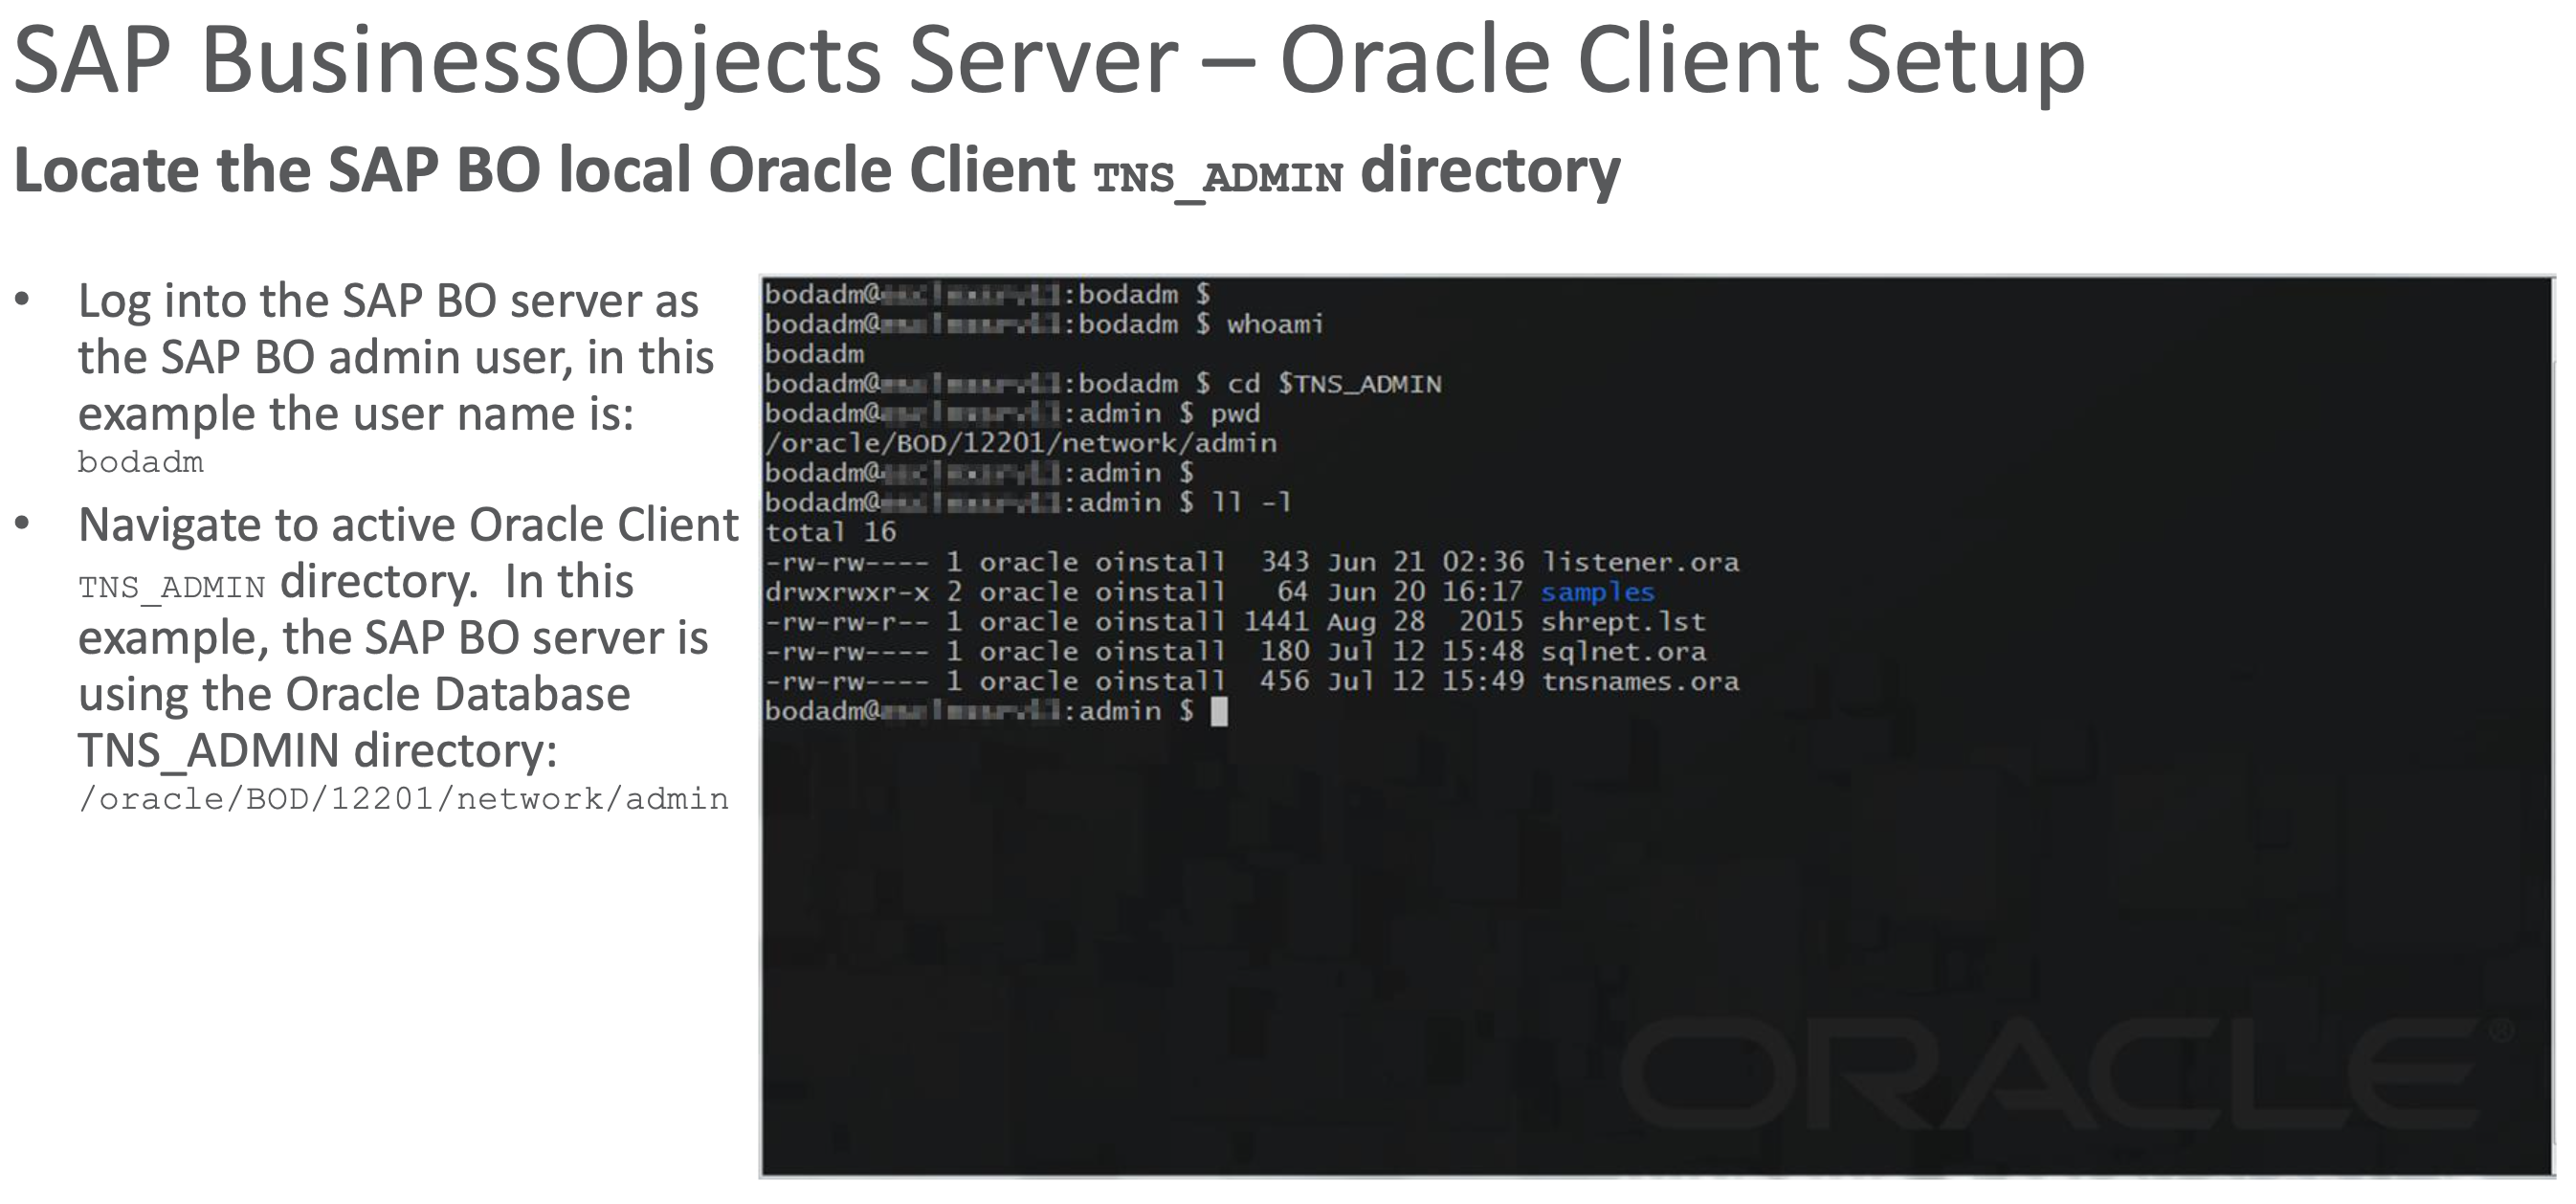 SAP BusinessObjects Server – Oracle Client Setup
Locate the SAP BO local Oracle Client TNS_ADMIN directory
• Log into the SAP BO server as
the SAP BO admin user, in this
example the user name is:
bodadm
• Navigate to active Oracle Client
TNS_ADMIN directory.  In this
example, the SAP BO server is
using the Oracle Database
TNS_ADMIN directory:
/oracle/BOD/12201/network/admin
bodadm@ :bodadm $
bodadm@ :bodadm $ whoami
bodadm
bodadm@ :bodadm $ cd $TNS_ADMIN
bodadm@ :admin $ pwd
/oracle/BOD/12201/network/admin
bodadm@ :admin $
bodadm@ :admin $ ll -l
total 16
-rw-rw---- 1 oracle oinstall  343 Jun 21 02:36 listener.ora
drwxrwxr-x 2 oracle oinstall   64 Jun 20 16:17 samples
-rw-rw-r-- 1 oracle oinstall 1441 Aug 28  2015 shrept.lst
-rw-rw---- 1 oracle oinstall  180 Jul 12 15:48 sqlnet.ora
-rw-rw---- 1 oracle oinstall  456 Jul 12 15:49 tnsnames.ora
bodadm@ :admin $
ORACLE®